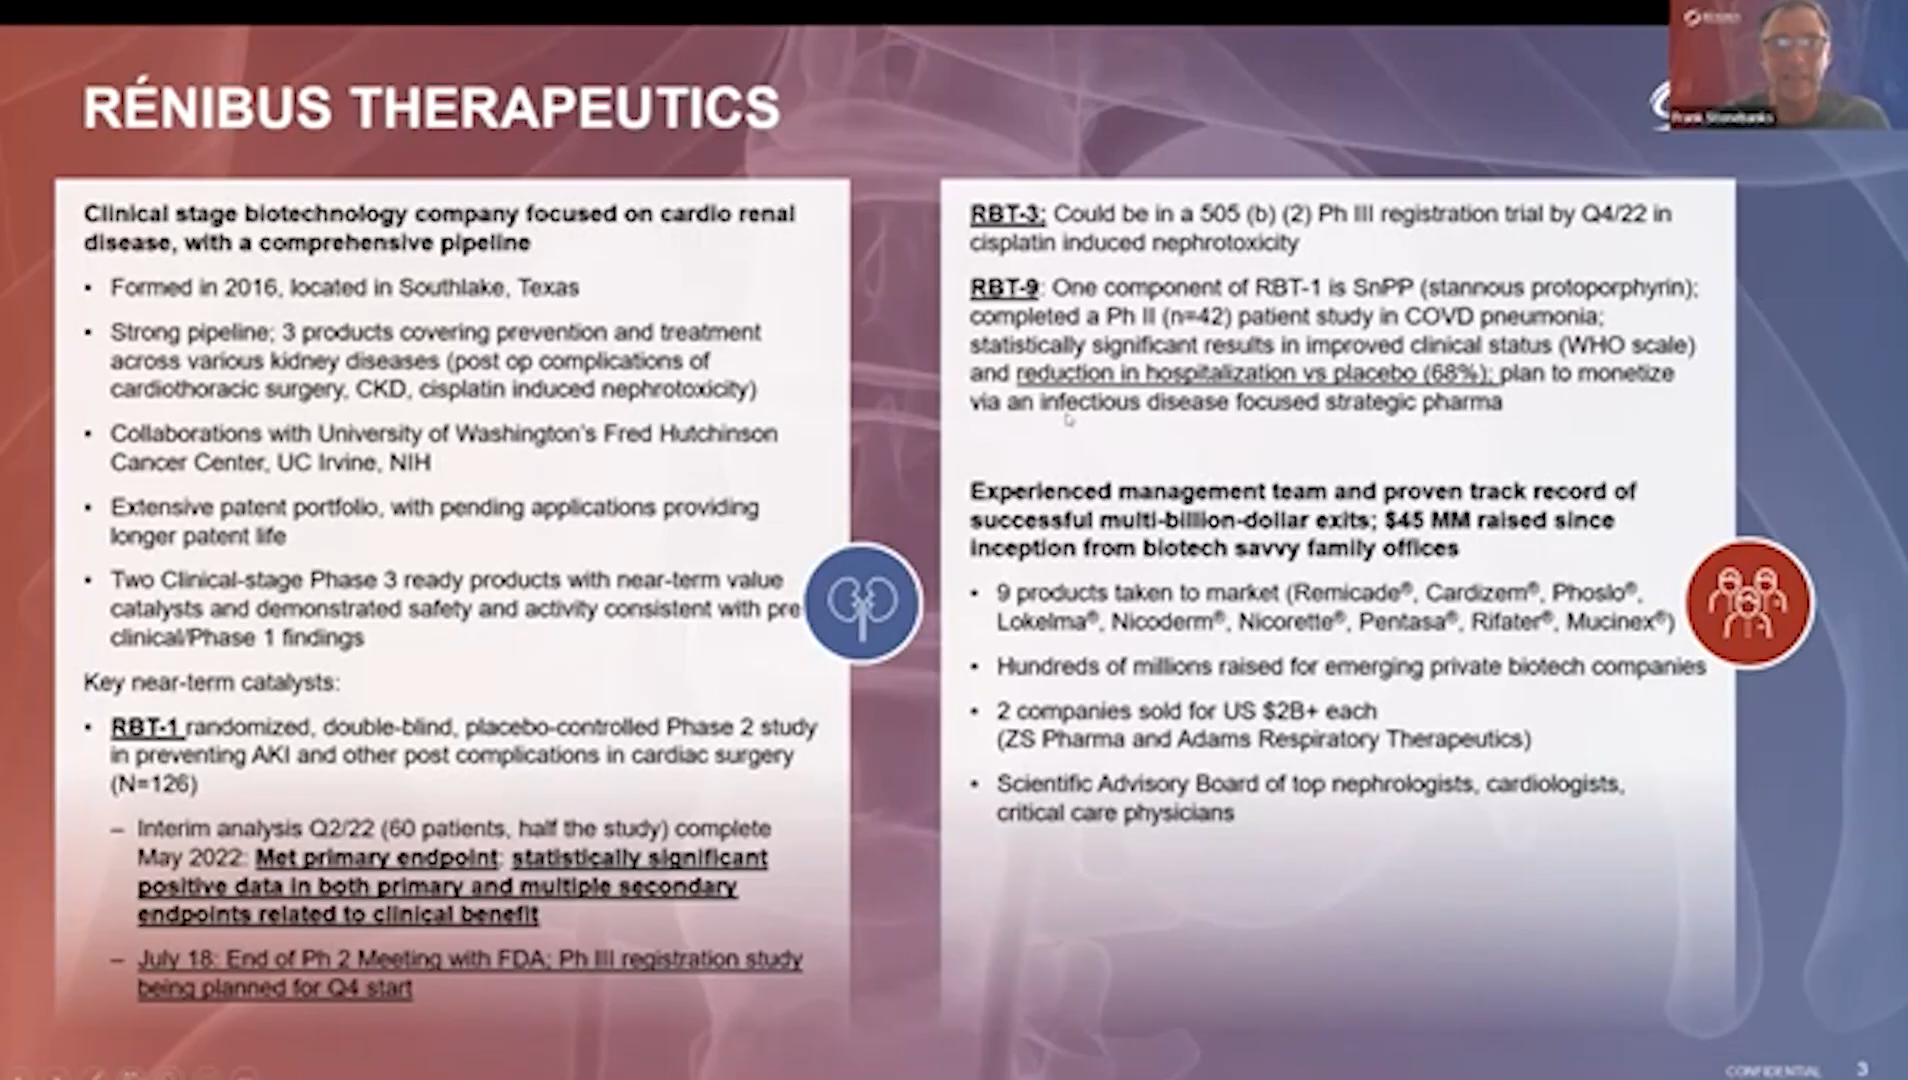 RÉNIBUS THERAPEUTICS
Clinical stage biotechnology company focused on cardio renal
disease, with a comprehensive pipeline
• Formed in 2016, located in Southlake, Texas
• Strong pipeline; 3 products covering prevention and treatment
across various kidney diseases (post op complications of
cardiothoracic surgery, CKD, cisplatin induced nephrotoxicity)
• Collaborations with University of Washington's Fred Hutchinson
Cancer Center, UC Irvine, NIH
• Extensive patent portfolio, with pending applications providing
longer patent life
• Two Clinical-stage Phase 3 ready products with near-term value
catalysts and demonstrated safety and activity consistent with pre
clinical/Phase 1 findings
Key near-term catalysts:
• RBT-1 randomized, double-blind, placebo-controlled Phase 2 study
in preventing AKI and other post complications in cardiac surgery
(N=126)
– Interim analysis Q2/22 (60 patients, half the study) complete
May 2022: Met primary endpoint; statistically significant
positive data in both primary and multiple secondary
endpoints related to clinical benefit
– July 18: End of Ph 2 Meeting with FDA; Ph III registration study
being planned for Q4 start
RBT-3: Could be in a 505 (b) (2) Ph III registration trial by Q4/22 in
cisplatin induced nephrotoxicity
RBT-9: One component of RBT-1 is SnPP (stannous protoporphyrin);
completed a Ph II (n=42) patient study in COVD pneumonia;
statistically significant results in improved clinical status (WHO scale)
and reduction in hospitalization vs placebo (68%); plan to monetize
via an infectious disease focused strategic pharma
Experienced management team and proven track record of
successful multi-billion-dollar exits; $45 MM raised since
inception from biotech savvy family offices
• 9 products taken to market (Remicade®, Cardizem®, Phoslo®,
Lokelma®, Nicoderm®, Nicorette®, Pentasa®, Rifater®, Mucinex®)
• Hundreds of millions raised for emerging private biotech companies
• 2 companies sold for US $2B+ each
(ZS Pharma and Adams Respiratory Therapeutics)
• Scientific Advisory Board of top nephrologists, cardiologists,
critical care physicians
Frank Stonebanks
CONFIDENTIAL 3